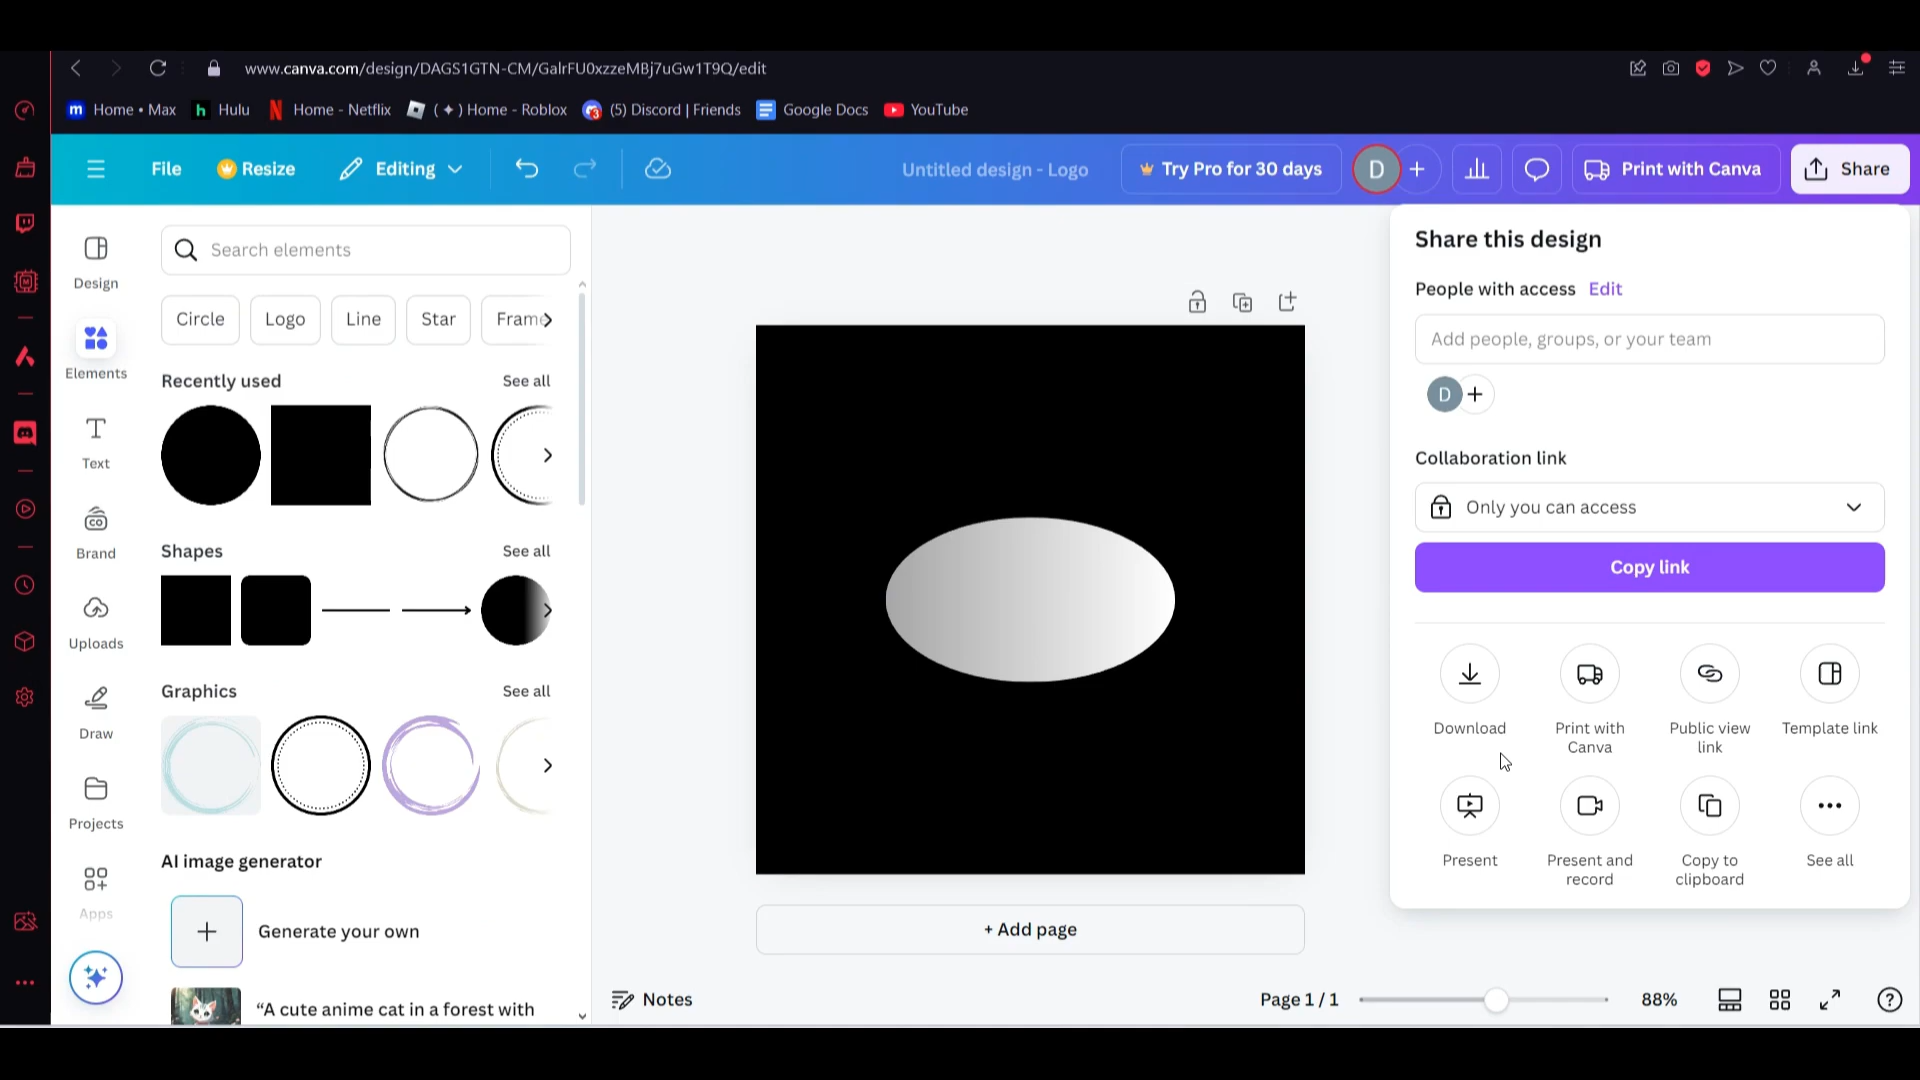 www.canva.com/design/DAGS1GTN-CM/GalrFU0xzzeMBj7uGw1T9Q/edit
m Home • Max h Hulu N Home - Netflix ( ✦ ) Home - Roblox 3 (5) Discord | Friends Google Docs YouTube
File Resize Editing Untitled design - Logo Try Pro for 30 days D + Print with Canva Share
Design
Elements
Text
CO
Brand
Uploads
Draw
Projects
Apps
Search elements
Circle Logo Line Star Frame
Recently used See all
Shapes See all
Graphics See all
AI image generator
+ Generate your own
“A cute anime cat in a forest with
+ Add page
Notes
Page 1 / 1 88% ?
Share this design
People with access Edit
Add people, groups, or your team
D +
Collaboration link
Only you can access
Copy link
Download
Print with
Canva
Public view
link
Template link
Present
Present and
record
Copy to
clipboard
See all